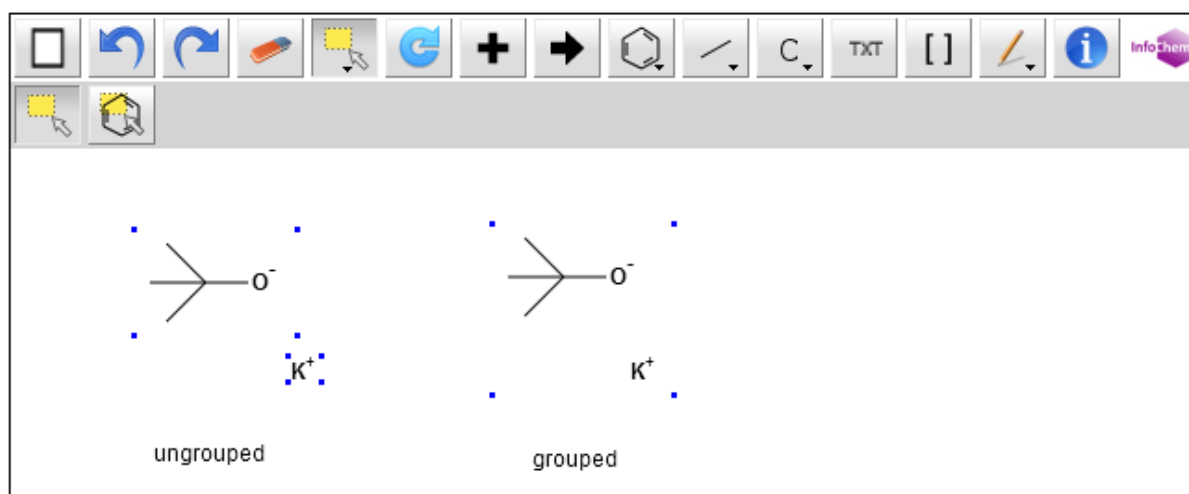 C TXT [ ] i InfoChem
O⁻ O⁻
K⁺ K⁺
ungrouped grouped